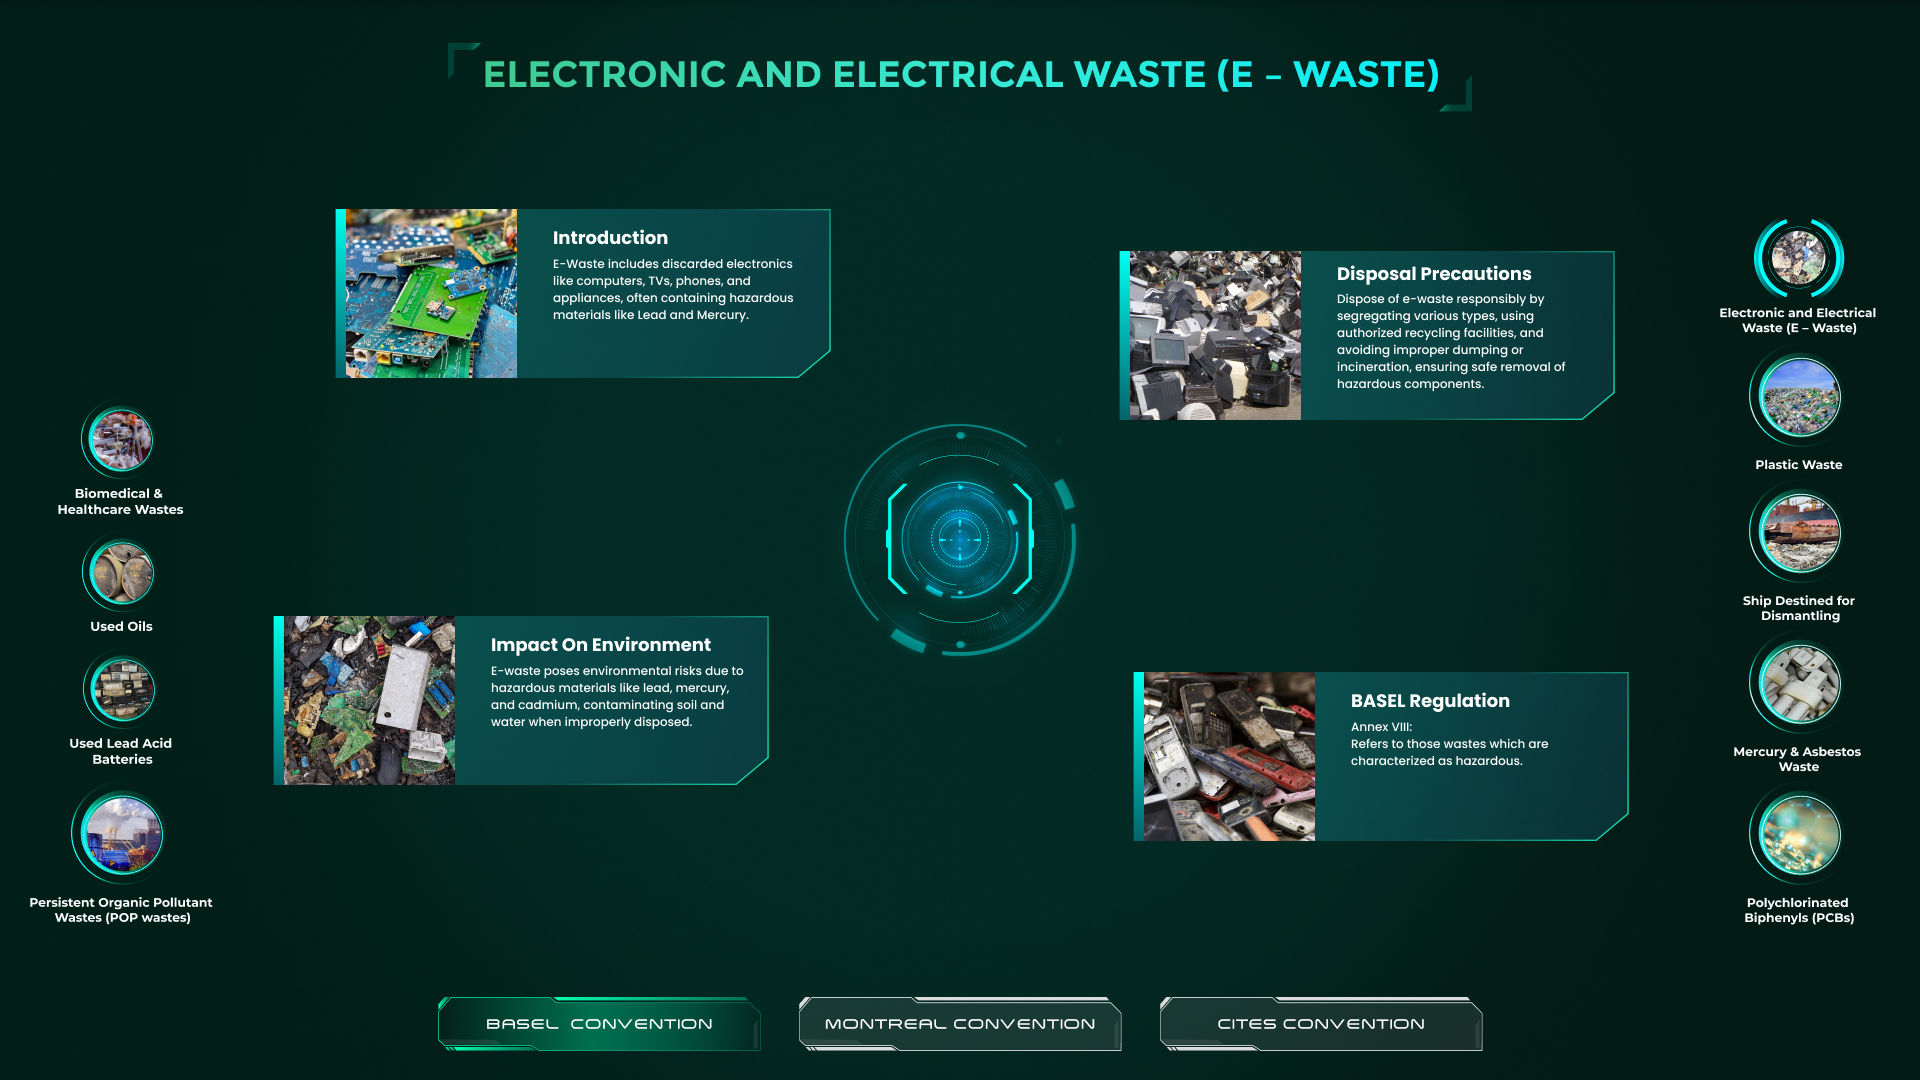 ELECTRONIC AND ELECTRICAL WASTE (E – WASTE)
Introduction
E-Waste includes discarded electronics
like computers, TVs, phones, and
appliances, often containing hazardous
materials like Lead and Mercury.
Disposal Precautions
Dispose of e-waste responsibly by
segregating various types, using
authorized recycling facilities, and
avoiding improper dumping or
incineration, ensuring safe removal of
hazardous components.
Impact On Environment
E-waste poses environmental risks due to
hazardous materials like lead, mercury,
and cadmium, contaminating soil and
water when improperly disposed.
BASEL Regulation
Annex VIII:
Refers to those wastes which are
characterized as hazardous.
Biomedical &
Healthcare Wastes
Used Oils
Used Lead Acid
Batteries
Persistent Organic Pollutant
Wastes (POP wastes)
Electronic and Electrical
Waste (E – Waste)
Plastic Waste
Ship Destined for
Dismantling
Mercury & Asbestos
Waste
Polychlorinated
Biphenyls (PCBs)
BASEL CONVENTION
MONTREAL CONVENTION
CITES CONVENTION